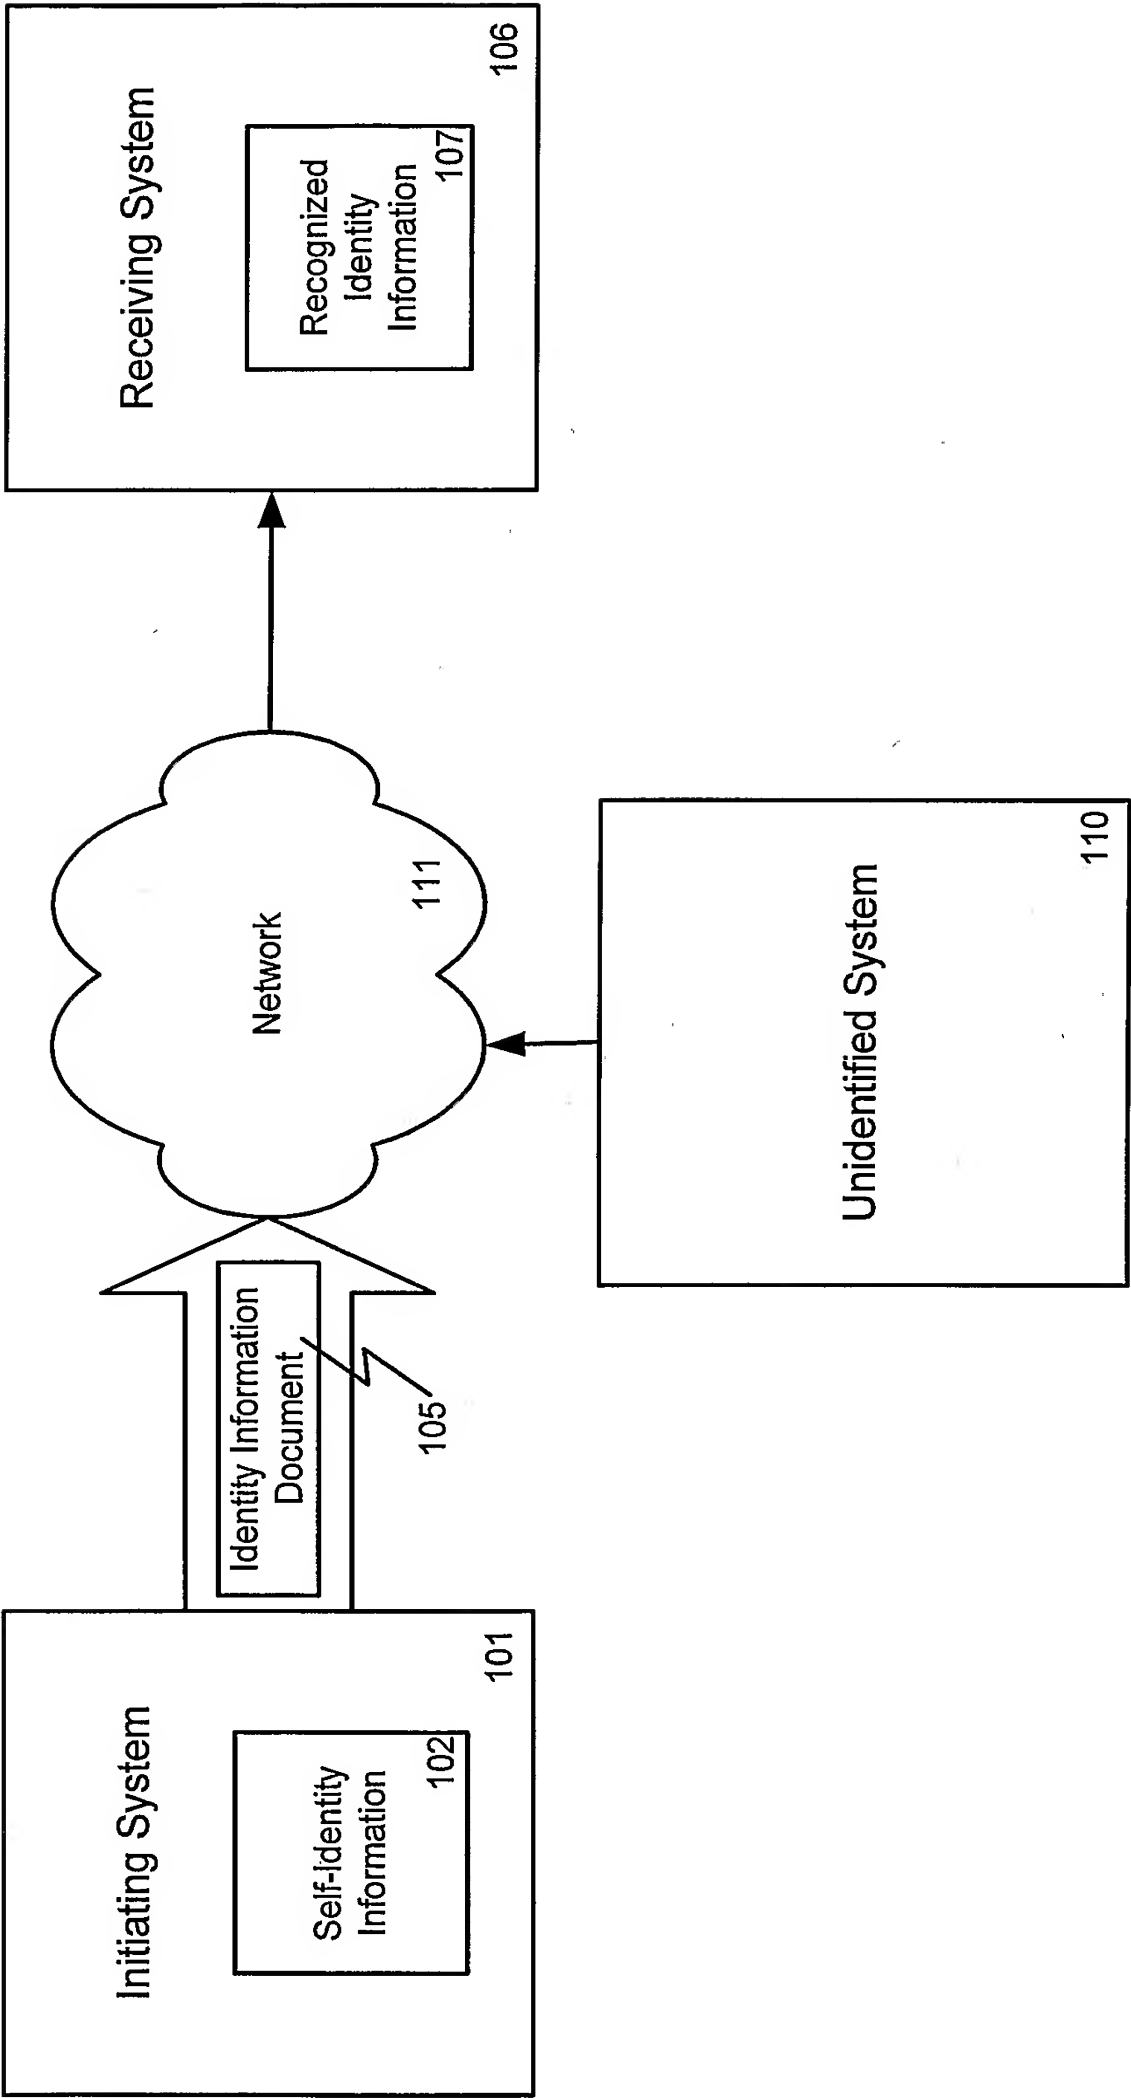 Initiating System
Self-Identity
Information
102
101
Identity Information
Document
105
Network
111
Unidentified System
110
Receiving System
Recognized
Identity
Information
107
106